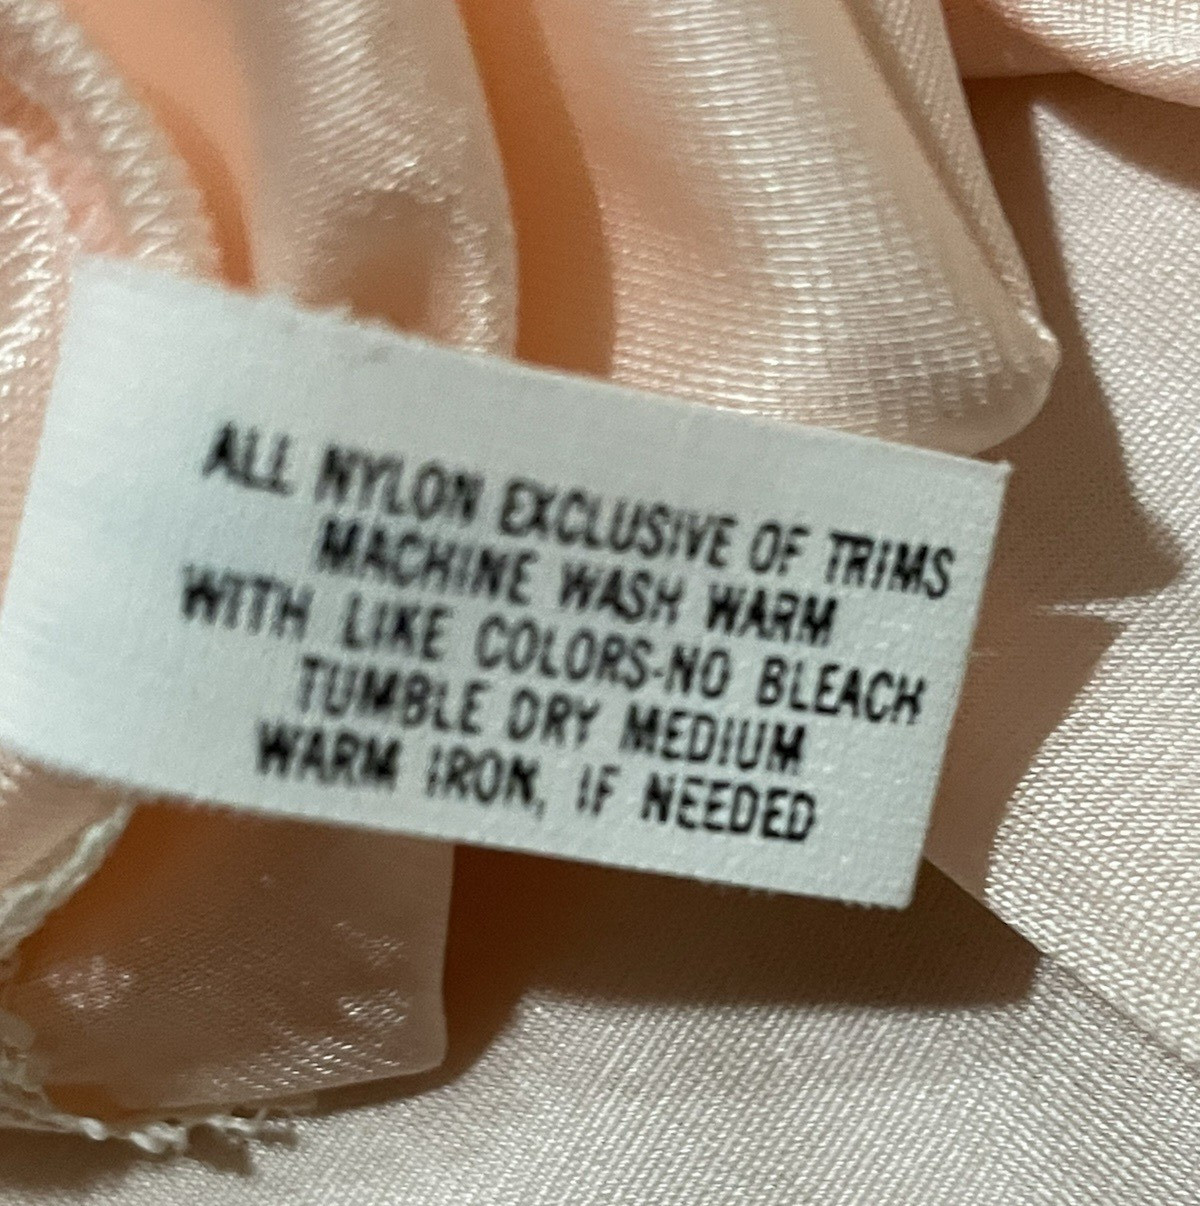 ALL NYLON EXCLUSIVE OF TRIMS
MACHINE WASH WARM
WITH LIKE COLORS-NO BLEACH
TUMBLE DRY MEDIUM
WARM IRON, IF NEEDED